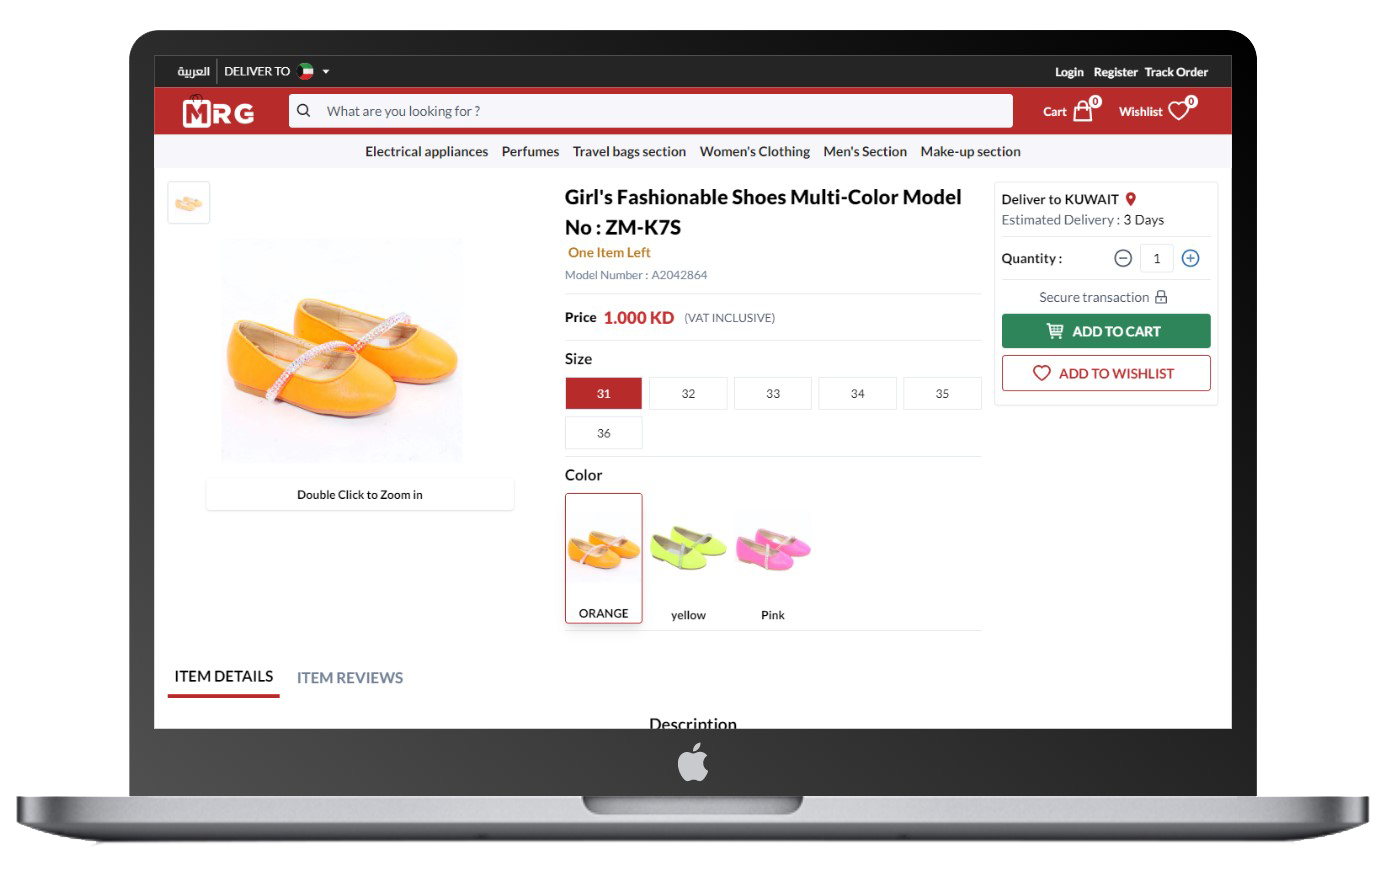 العربية DELIVER TO
Login Register Track Order
MRG
What are you looking for ?
Cart 0 Wishlist 0
Electrical appliances Perfumes Travel bags section Women's Clothing Men's Section Make-up section
Girl's Fashionable Shoes Multi-Color Model
No : ZM-K7S
One Item Left
Model Number : A2042864
Price 1.000 KD (VAT INCLUSIVE)
Size
31 32 33 34 35
36
Color
ORANGE yellow Pink
Double Click to Zoom in
Deliver to KUWAIT
Estimated Delivery : 3 Days
Quantity : 1
Secure transaction
ADD TO CART
ADD TO WISHLIST
ITEM DETAILS ITEM REVIEWS
Description